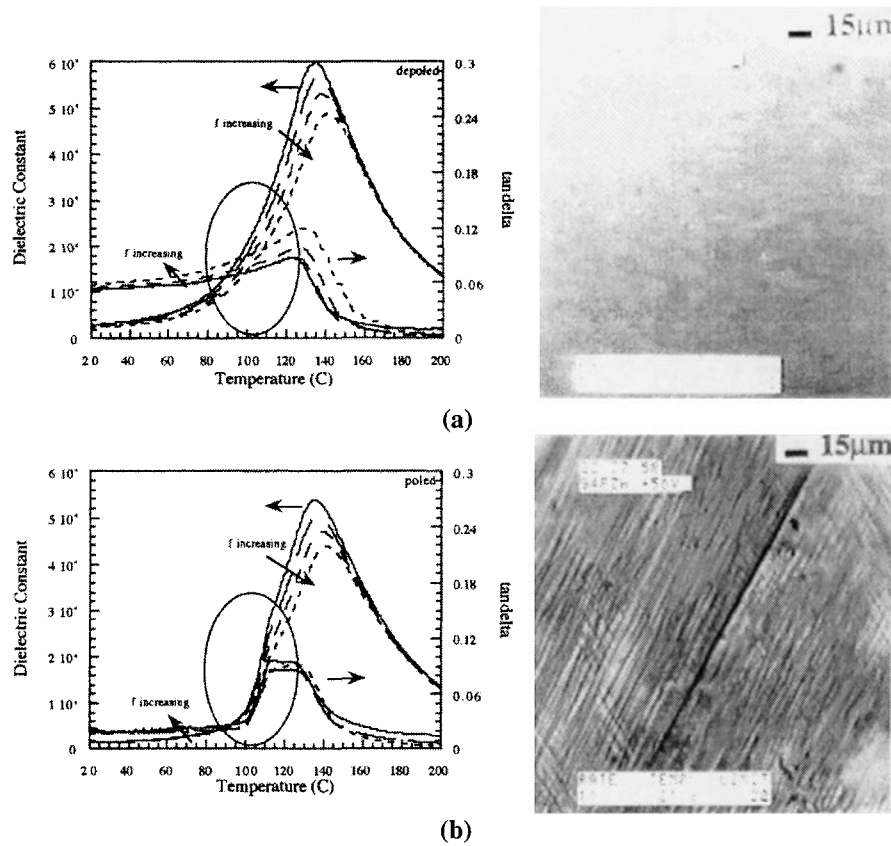 6 10⁴
5 10⁴
4 10⁴
3 10⁴
2 10⁴
1 10⁴
0
Dielectric Constant
depoled
f increasing
f increasing
0.3
0.24
0.18
0.12
0.06
0
tandelta
20 40 60 80 100 120 140 160 180 200
Temperature (C)
15μm
(a)
6 10⁴
5 10⁴
4 10⁴
3 10⁴
2 10⁴
1 10⁴
0
Dielectric Constant
poled
f increasing
f increasing
0.3
0.24
0.18
0.12
0.06
0
tandelta
20 40 60 80 100 120 140 160 180 200
Temperature (C)
15μm
RATE TEMP LIMIT
(b)